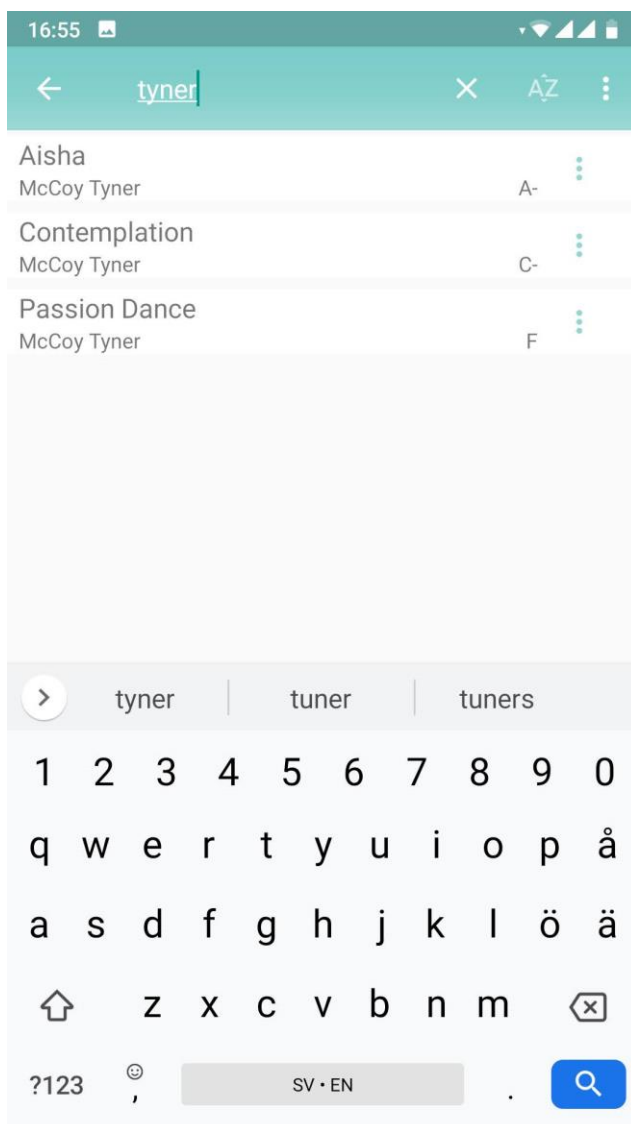 16:55
tyner
AZ
Aisha
McCoy Tyner A-
Contemplation
McCoy Tyner C-
Passion Dance
McCoy Tyner F
tyner tuner tuners
1 2 3 4 5 6 7 8 9 0
q w e r t y u i o p å
a s d f g h j k l ö ä
z x c v b n m
?123 , SV • EN .